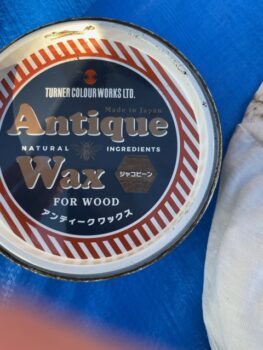 TURNER COLOUR WORKS LTD.
Made in Japan
Antique
NATURAL INGREDIENTS
Wax
ジャコビーン
FOR WOOD
アンティークワックス